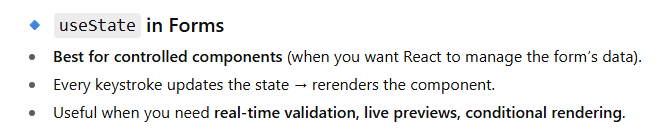 useState in Forms
Best for controlled components (when you want React to manage the form's data).
Every keystroke updates the state → rerenders the component.
Useful when you need real-time validation, live previews, conditional rendering.